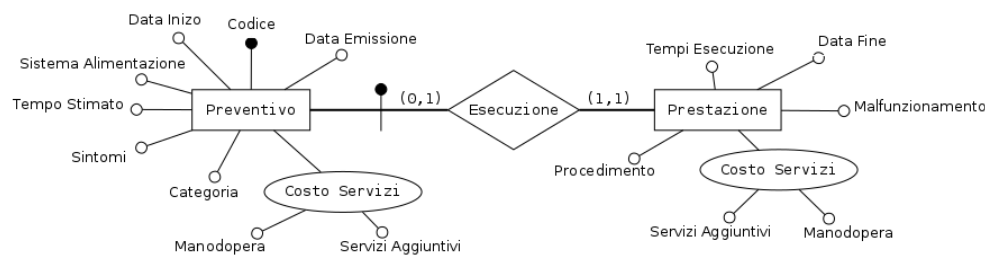 Data Inizo
Codice
Data Emissione
Sistema Alimentazione
Tempo Stimato
Preventivo
Sintomi
Categoria
Costo Servizi
Manodopera
Servizi Aggiuntivi
(0,1)
Esecuzione
(1,1)
Tempi Esecuzione
Data Fine
Prestazione
Malfunzionamento
Procedimento
Costo Servizi
Servizi Aggiuntivi
Manodopera